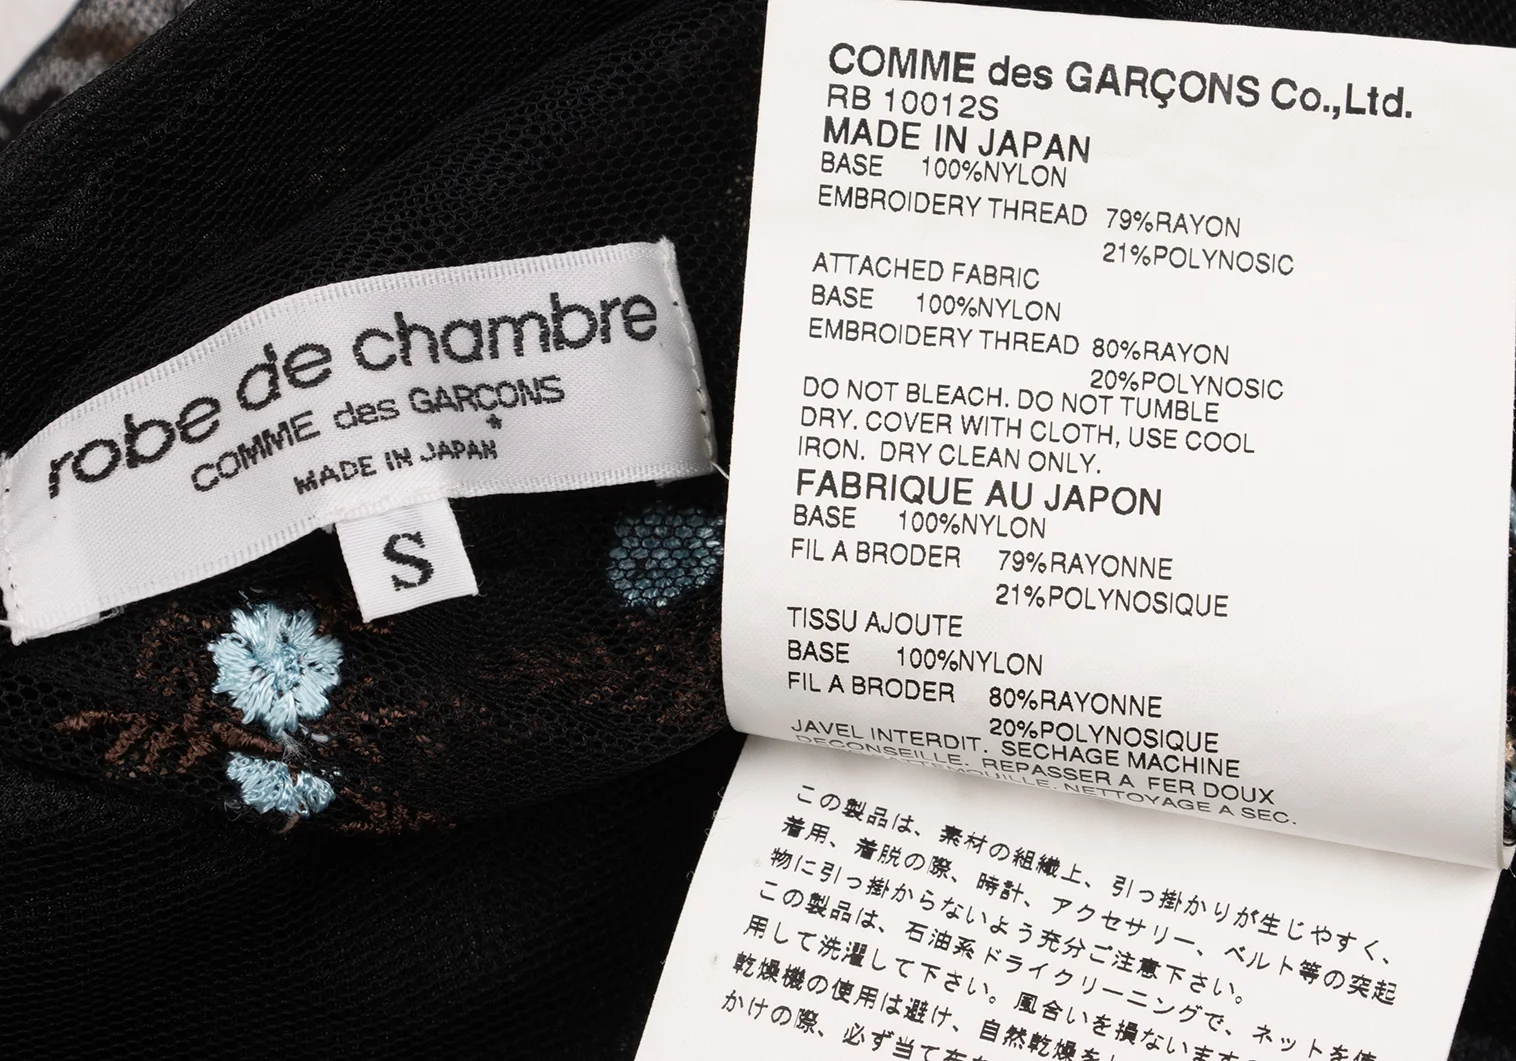 robe de chambre
COMME des GARÇONS
MADE IN JAPAN
S
COMME des GARÇONS Co.,Ltd.
RB 10012S
MADE IN JAPAN
BASE 100%NYLON
EMBROIDERY THREAD 79%RAYON
21%POLYNOSIC
ATTACHED FABRIC
BASE 100%NYLON
EMBROIDERY THREAD 80%RAYON
20%POLYNOSIC
DO NOT BLEACH. DO NOT TUMBLE
DRY. COVER WITH CLOTH, USE COOL
IRON. DRY CLEAN ONLY.
FABRIQUE AU JAPON
BASE 100%NYLON
FIL A BRODER 79%RAYONNE
21%POLYNOSIQUE
TISSU AJOUTE
BASE 100%NYLON
FIL A BRODER 80%RAYONNE
20%POLYNOSIQUE
JAVEL INTERDIT. SECHAGE MACHINE
DECONSEILLE. REPASSER A FER DOUX
NETTOYAGE A SEC.
この製品は、素材の組織上、引っ掛かりが生じやすく、
着用、着脱の際、時計、アクセサリー、ベルト等の突起
物に引っ掛からないよう充分ご注意下さい。
この製品は、石油系ドライクリーニングで、ネットを使
用して洗濯して下さい。風合いを損ないます
乾燥機の使用は避け、自然乾燥を
かけの際、必ず当て布を